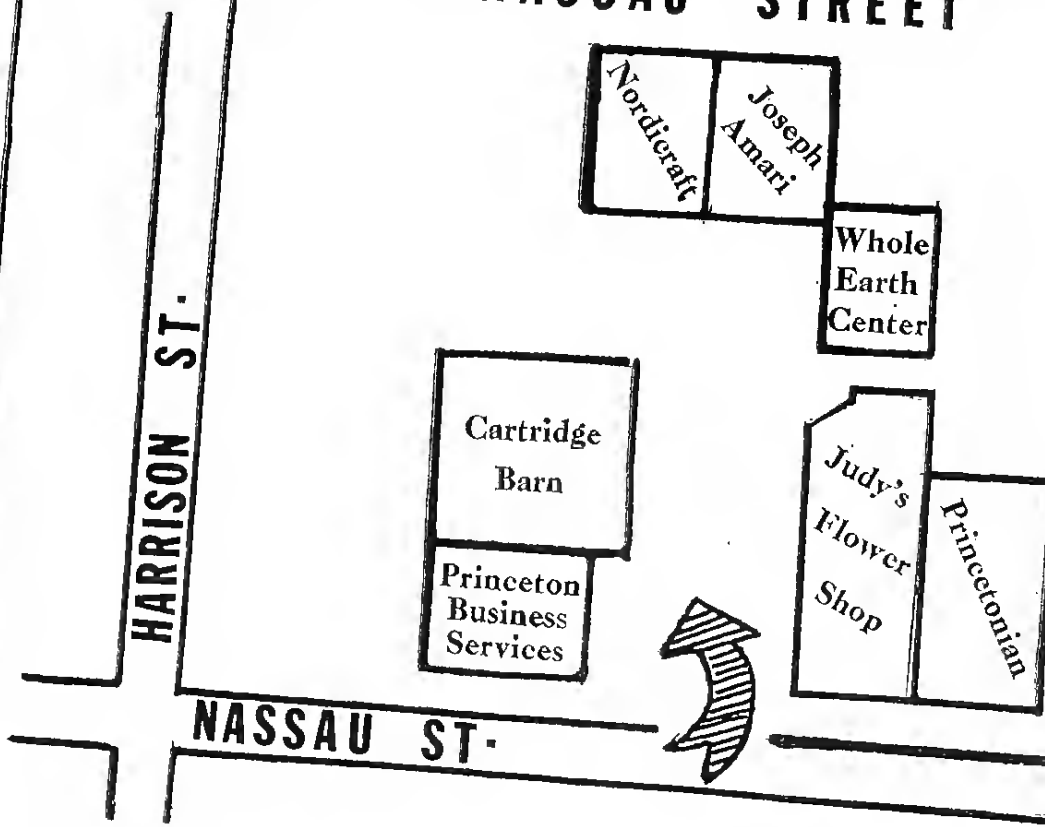 NASSAU STREET
Nordicraft
Joseph
Amari
Whole
Earth
Center
HARRISON ST.
Cartridge
Barn
Judy's
Flower
Shop
Princetonian
Princeton
Business
Services
NASSAU ST.